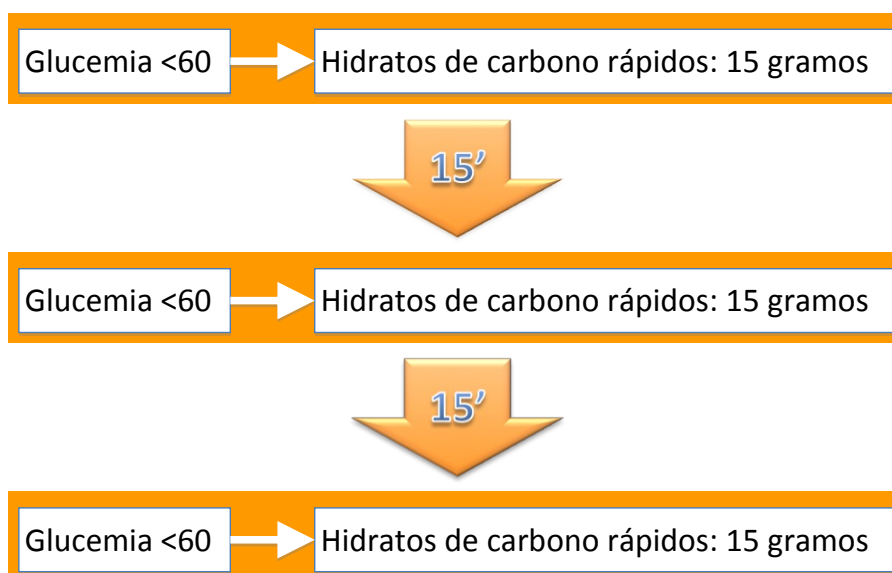 Glucemia <60
Hidratos de carbono rápidos: 15 gramos
15’
Glucemia <60
Hidratos de carbono rápidos: 15 gramos
15’
Glucemia <60
Hidratos de carbono rápidos: 15 gramos